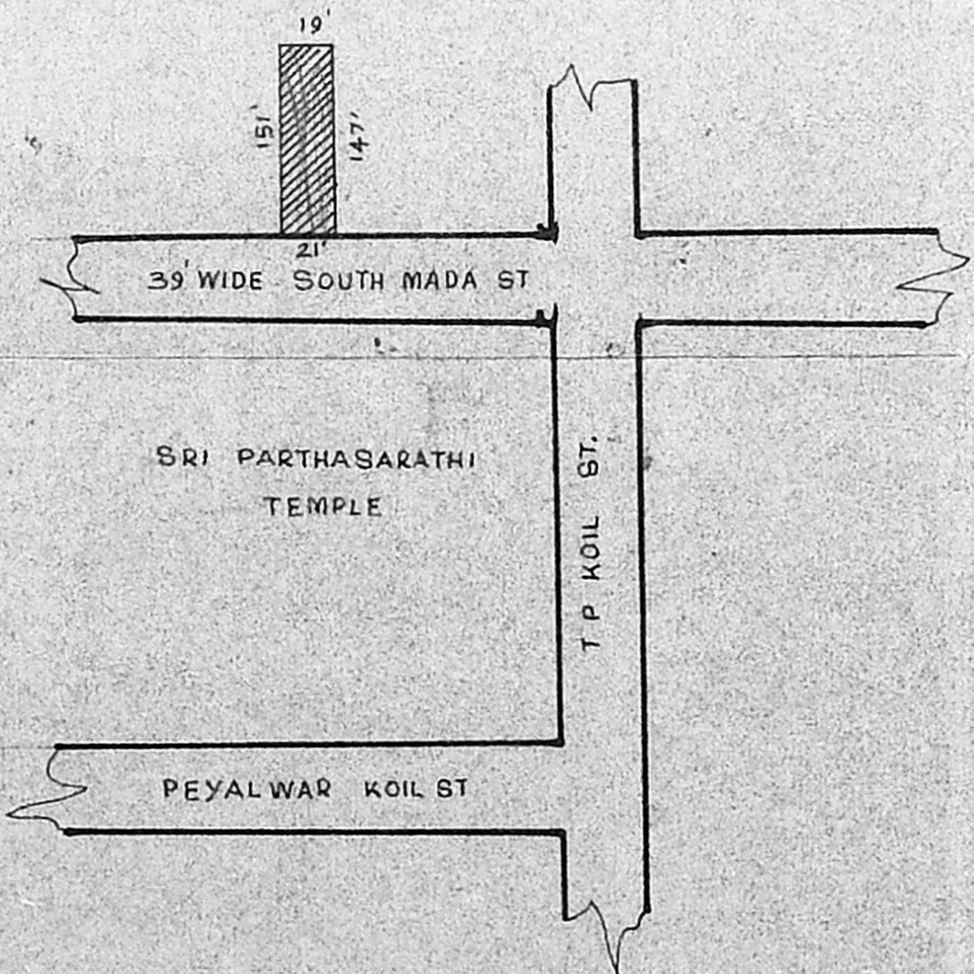 19'
151'
147'
21'
39' WIDE SOUTH MADA ST
SRI PARTHASARATHI
TEMPLE
T P KOIL ST.
PEYALWAR KOIL ST